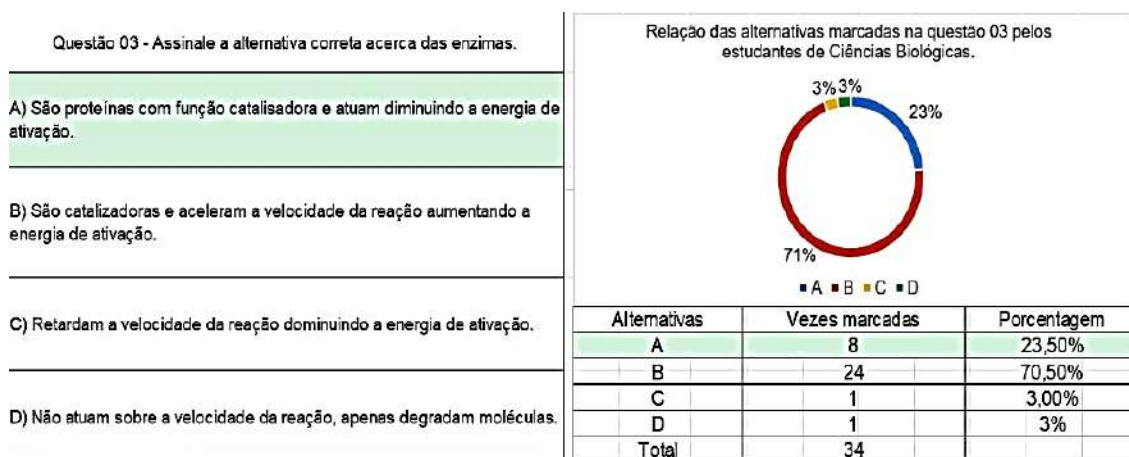 Questão 03 - Assinale a alternativa correta acerca das enzimas.
A) São proteínas com função catalisadora e atuam diminuindo a energia de
ativação.
B) São catalizadoras e aceleram a velocidade da reação aumentando a
energia de ativação.
C) Retardam a velocidade da reação dominuindo a energia de ativação.
D) Não atuam sobre a velocidade da reação, apenas degradam moléculas.
Relação das alternativas marcadas na questão 03 pelos
estudantes de Ciências Biológicas.
3% 3%
23%
71%
A B C D
Alternativas Vezes marcadas Porcentagem
A 8 23,50%
B 24 70,50%
C 1 3,00%
D 1 3%
Total 34